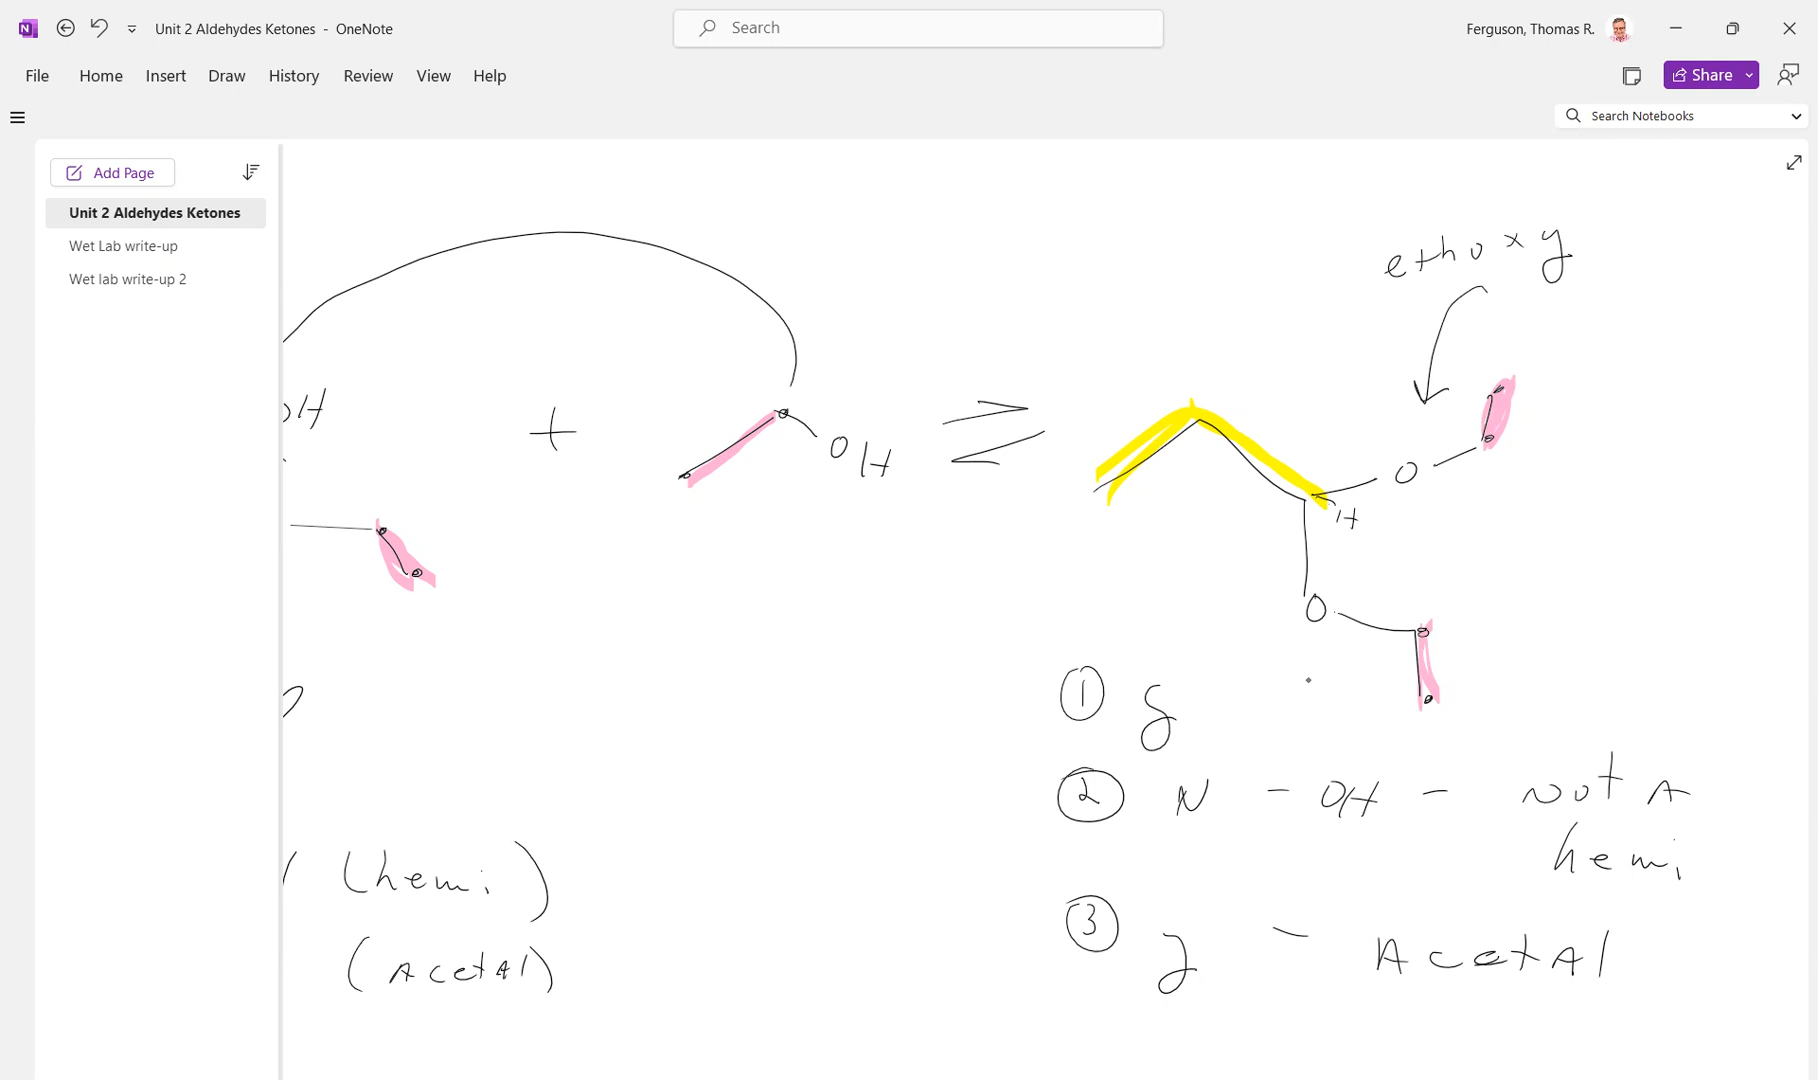 Unit 2 Aldehydes Ketones - OneNote
Search
Ferguson, Thomas R.
File Home Insert Draw History Review View Help
Share
Search Notebooks
Add Page
Unit 2 Aldehydes Ketones
Wet Lab write-up
Wet lab write-up 2
ethoxy
OH
+
OH
O
H
O
① y
② N - OH - Not A
hemi
③ y - Acetal
(hemi)
(Acetal)